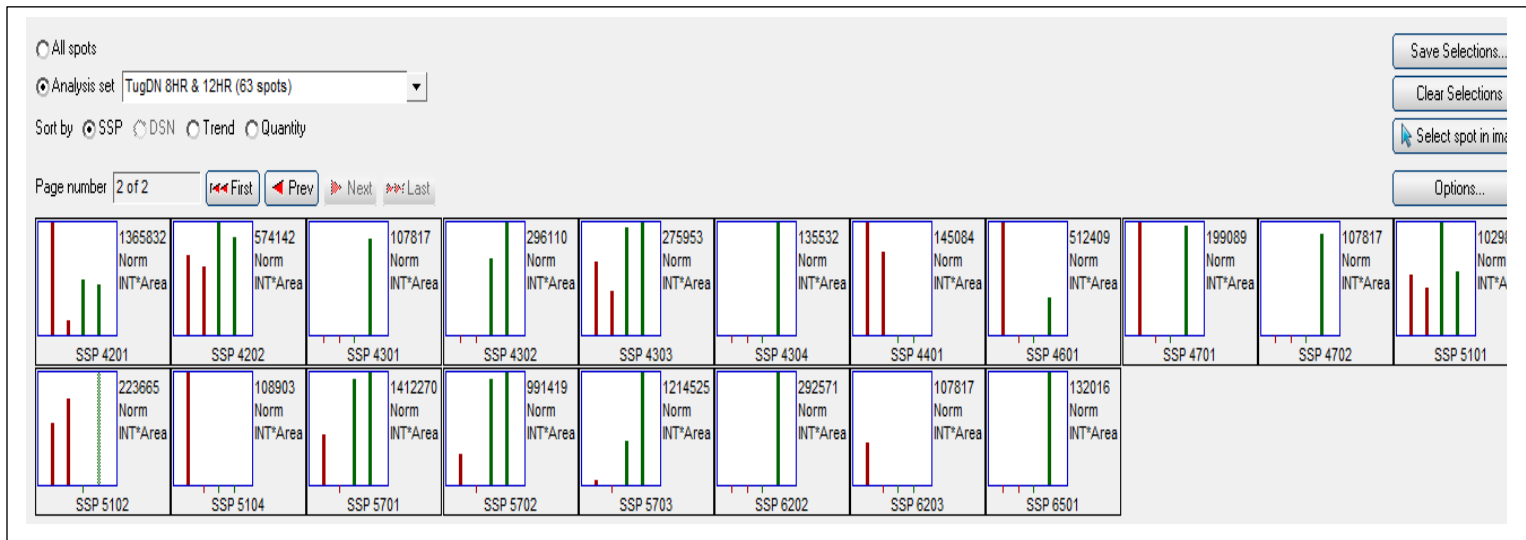 All spots
Save Selections...
Analysis set TugDN 8HR & 12HR (63 spots)
Clear Selections
Sort by SSP DSN Trend Quantity
Select spot in ima
Page number 2 of 2 First Prev Next Last
Options...
1365832 574142 107817 296110 275953 135532 145084 512409 199089 107817 10298
Norm Norm Norm Norm Norm Norm Norm Norm Norm Norm Norm
INT*Area INT*Area INT*Area INT*Area INT*Area INT*Area INT*Area INT*Area INT*Area INT*Area INT*A
SSP 4201 SSP 4202 SSP 4301 SSP 4302 SSP 4303 SSP 4304 SSP 4401 SSP 4601 SSP 4701 SSP 4702 SSP 5101
223665 108903 1412270 991419 1214525 292571 107817 132016
Norm Norm Norm Norm Norm Norm Norm Norm
INT*Area INT*Area INT*Area INT*Area INT*Area INT*Area INT*Area INT*Area
SSP 5102 SSP 5104 SSP 5701 SSP 5702 SSP 5703 SSP 6202 SSP 6203 SSP 6501